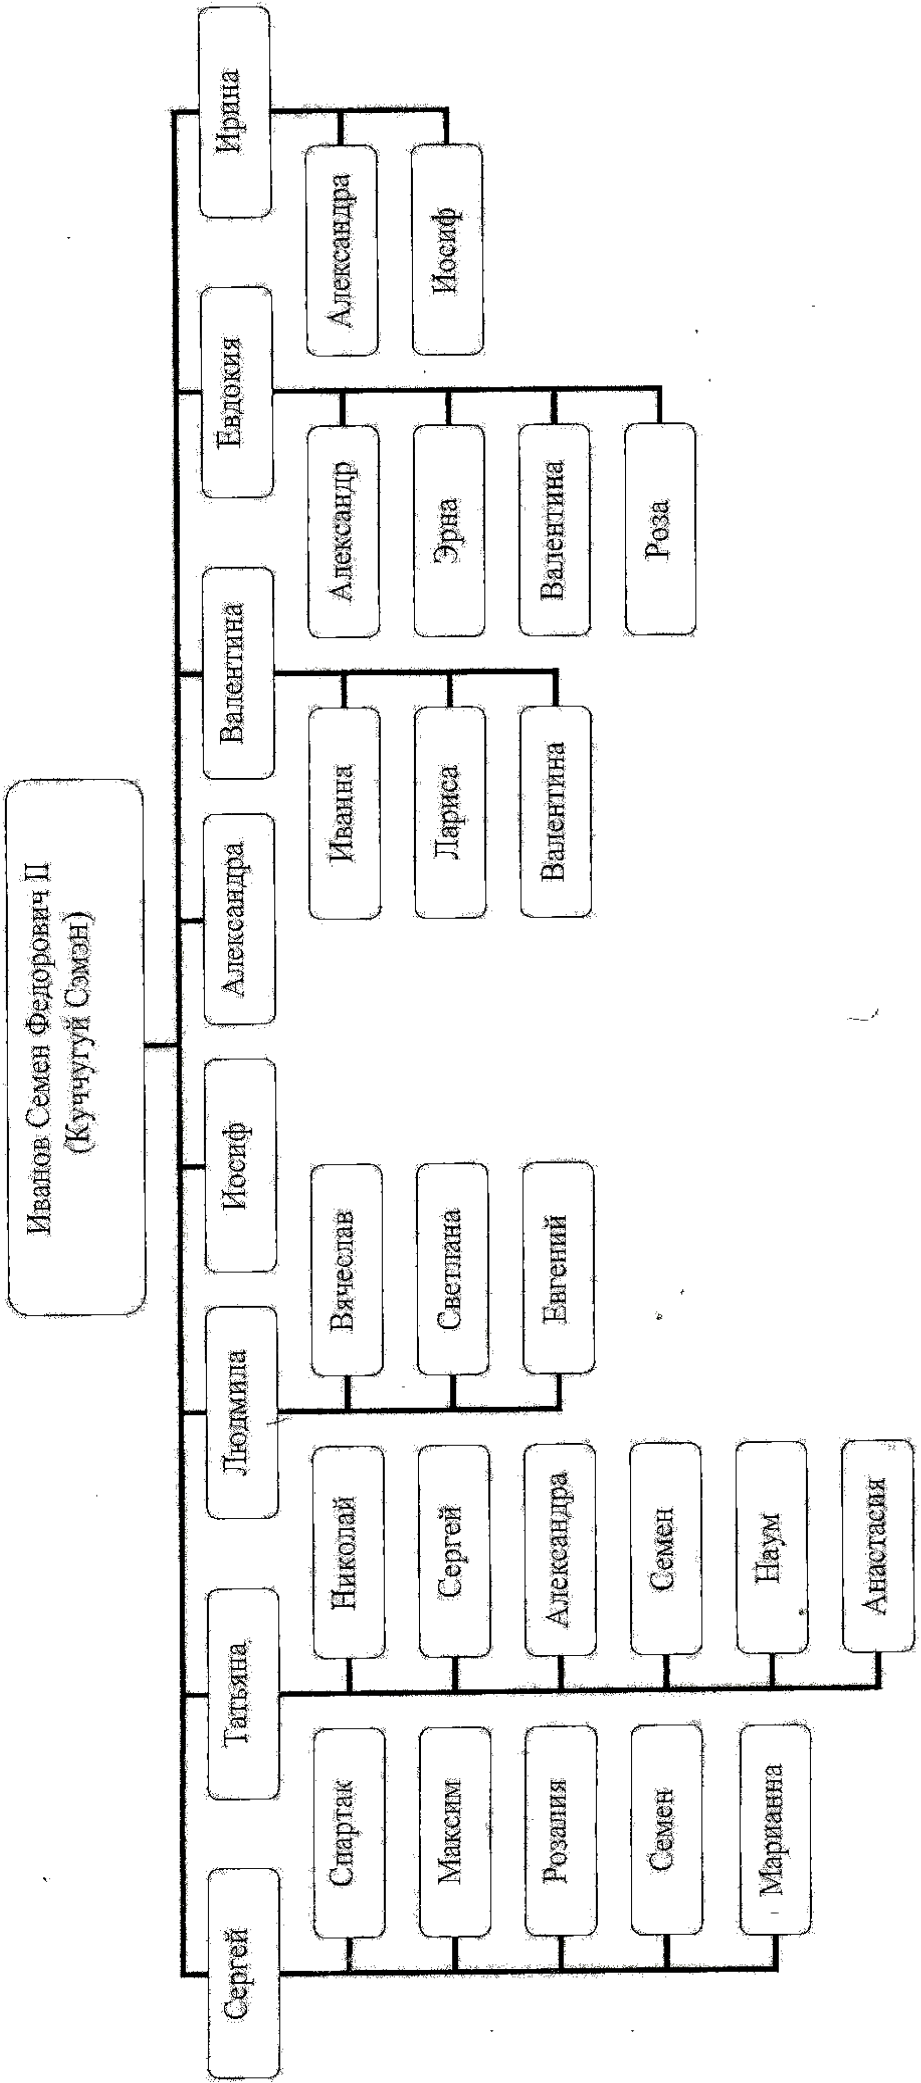 Иванов Семен Федорович II
(Куччугуй Сэмэн)
Сергей
Татьяна
Людмила
Иосиф
Александра
Валентина
Евдокия
Ирина
Спартак
Максим
Розалия
Семен
Марианна
Николай
Сергей
Александра
Семен
Наум
Анастасия
Вячеслав
Светлана
Евгений
Иванна
Лариса
Валентина
Александр
Эрна
Валентина
Роза
Александра
Иосиф